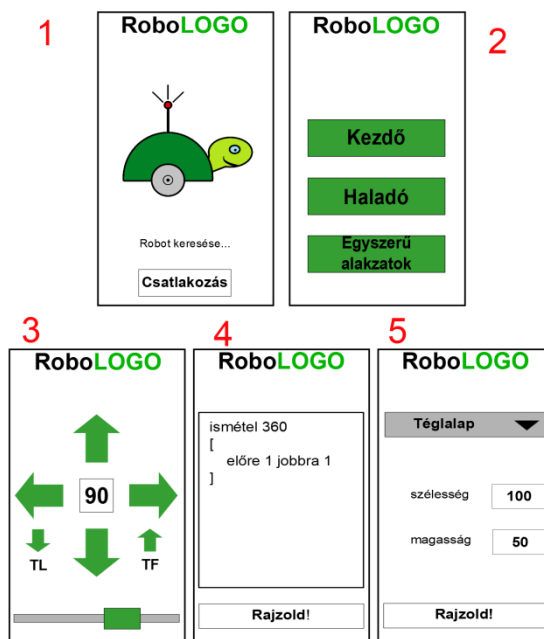 1
RoboLOGO
Robot keresése...
Csatlakozás
2
RoboLOGO
Kezdő
Haladó
Egyszerű
alakzatok
3
RoboLOGO
90
TL
TF
4
RoboLOGO
ismétel 360
[
előre 1 jobbra 1
]
Rajzold!
5
RoboLOGO
Téglalap
szélesség 100
magasság 50
Rajzold!